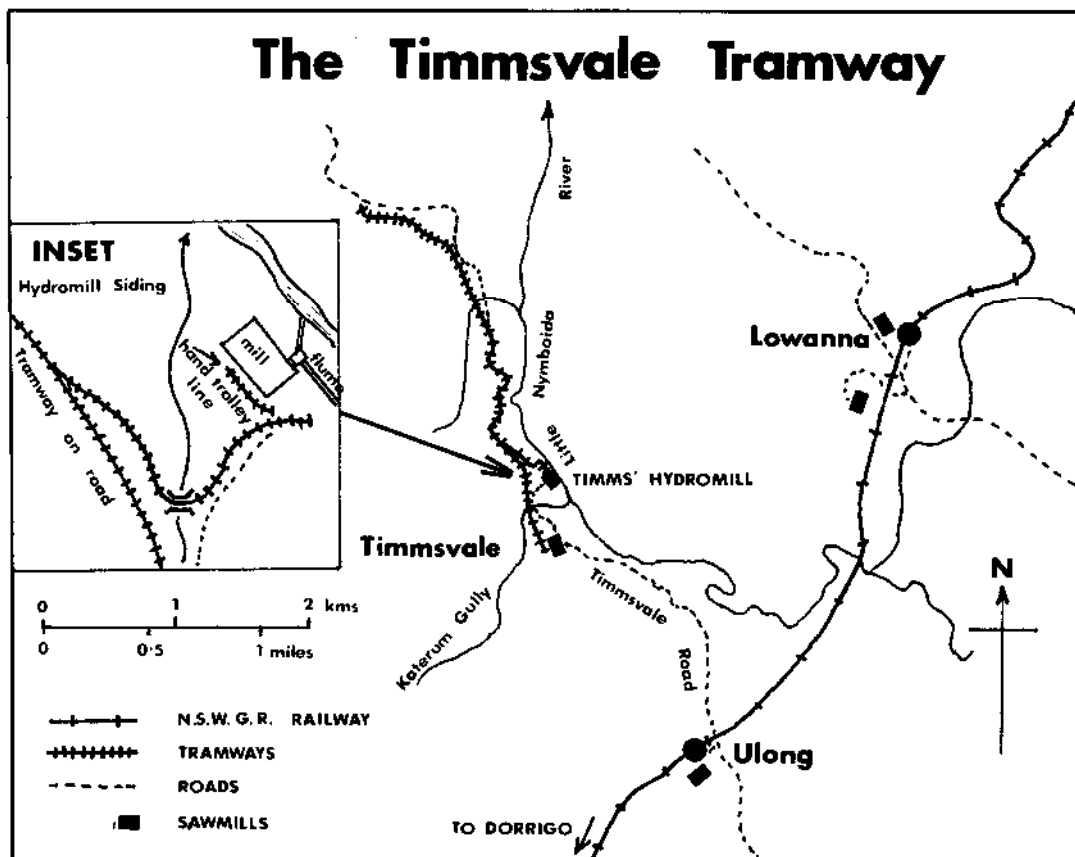 The Timmsvale Tramway
River
Nymboida
Little
INSET
Hydromill Siding
Tramway on road
hand trolley
line
mill
flume
Lowanna
TIMMS' HYDROMILL
Timmsvale
Timmsvale
Road
Katerum Gully
N
Ulong
TO DORRIGO
0 1 2 kms
0 0·5 1 miles
N.S.W.G.R. RAILWAY
TRAMWAYS
ROADS
SAWMILLS